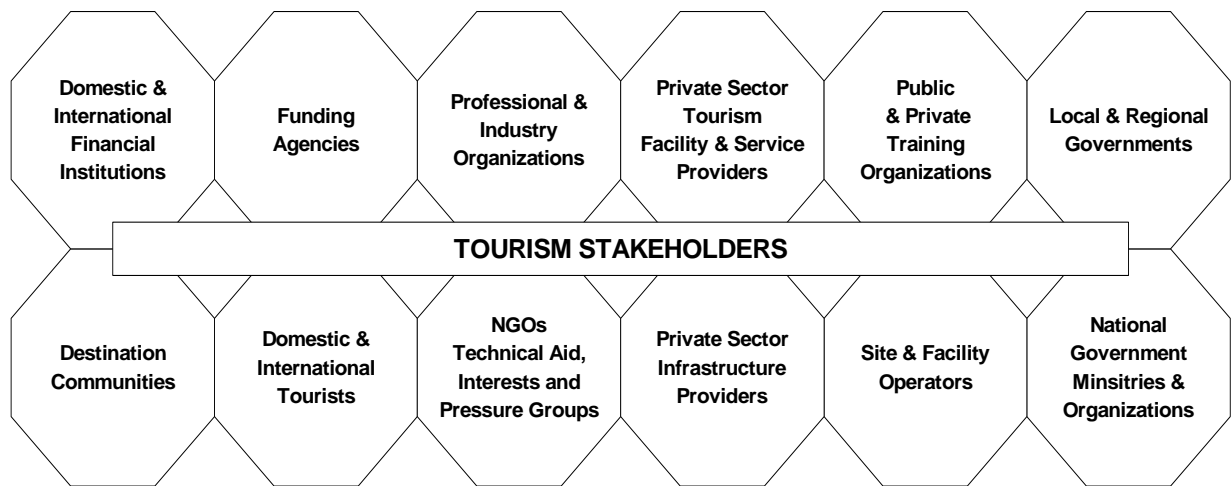 Domestic &
International
Financial
Institutions
Funding
Agencies
Professional &
Industry
Organizations
Private Sector
Tourism
Facility & Service
Providers
Public
& Private
Training
Organizations
Local & Regional
Governments
TOURISM STAKEHOLDERS
Destination
Communities
Domestic &
International
Tourists
NGOs
Technical Aid,
Interests and
Pressure Groups
Private Sector
Infrastructure
Providers
Site & Facility
Operators
National
Government
Minsitries &
Organizations